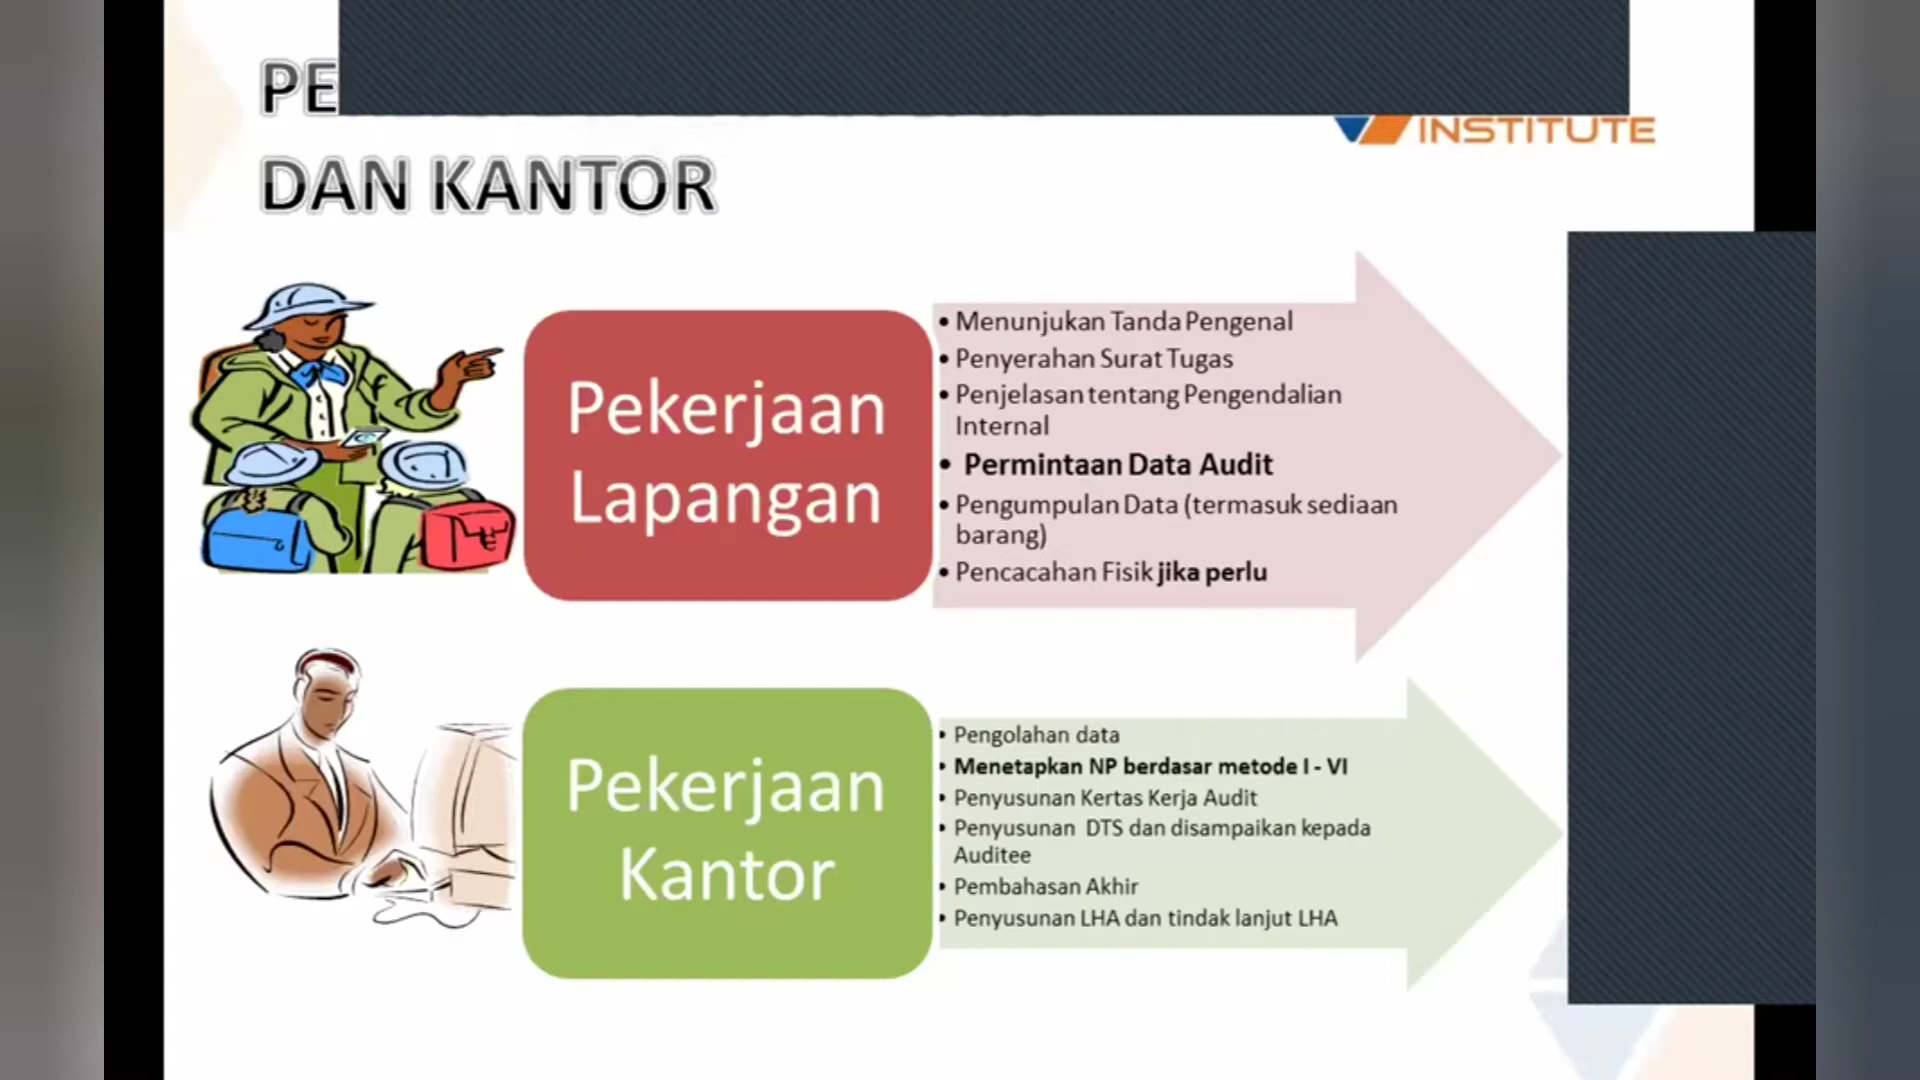 DAN KANTOR
INSTITUTE
Pekerjaan
Lapangan
• Menunjukan Tanda Pengenal
• Penyerahan Surat Tugas
• Penjelasan tentang Pengendalian
Internal
• Permintaan Data Audit
• Pengumpulan Data (termasuk sediaan
barang)
• Pencacahan Fisik jika perlu
Pekerjaan
Kantor
• Pengolahan data
• Menetapkan NP berdasar metode I - VI
• Penyusunan Kertas Kerja Audit
• Penyusunan DTS dan disampaikan kepada
Auditee
• Pembahasan Akhir
• Penyusunan LHA dan tindak lanjut LHA